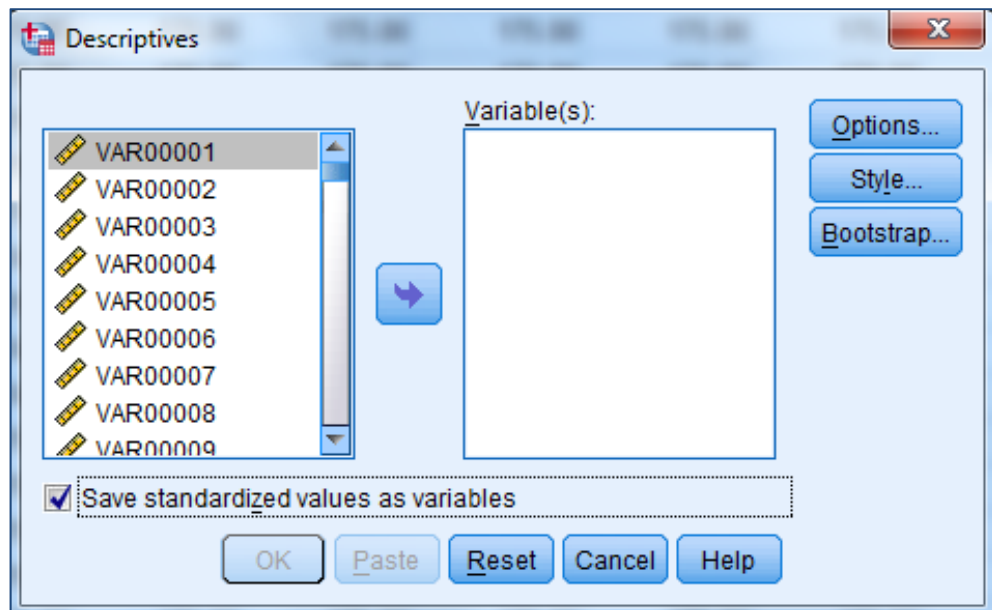 Descriptives
Variable(s):
VAR00001
VAR00002
VAR00003
VAR00004
VAR00005
VAR00006
VAR00007
VAR00008
VAR00009
Options...
Style...
Bootstrap...
Save standardized values as variables
OK
Paste
Reset
Cancel
Help